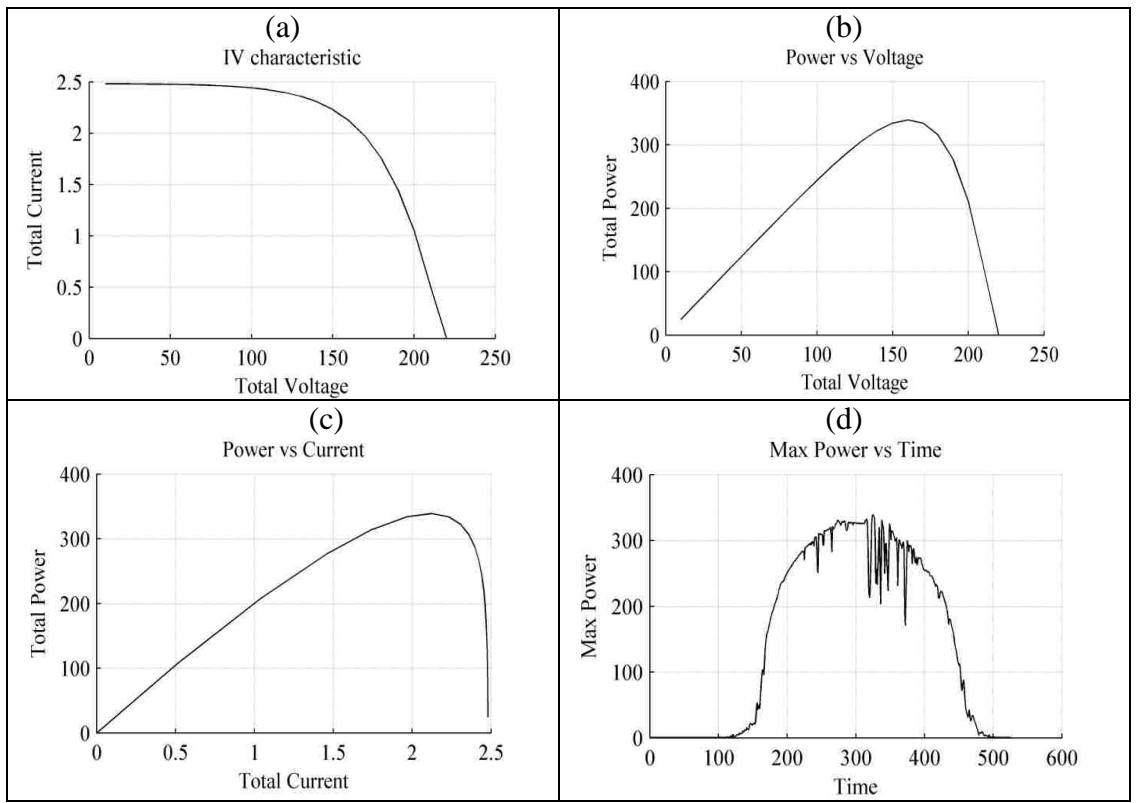 (a)
IV characteristic
2.5
2
1.5
1
0.5
0
0 50 100 150 200 250
Total Current
Total Voltage
(b)
Power vs Voltage
400
300
200
100
0
50 100 150 200 250
Total Power
Total Voltage
(c)
Power vs Current
400
300
200
100
0
0 0.5 1 1.5 2 2.5
Total Power
Total Current
(d)
Max Power vs Time
400
300
200
100
0
0 100 200 300 400 500 600
Max Power
Time